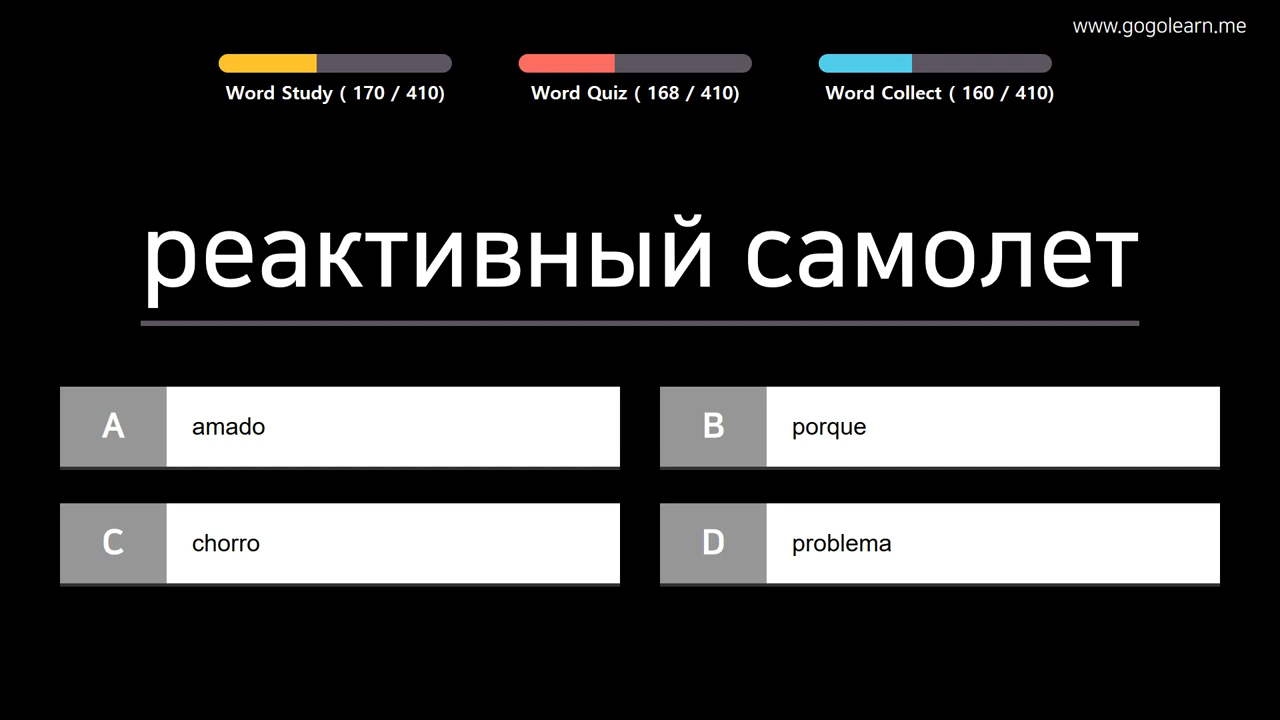 www.gogolearn.me
Word Study ( 170 / 410)
Word Quiz ( 168 / 410)
Word Collect ( 160 / 410)
реактивный самолет
A amado
B porque
C chorro
D problema